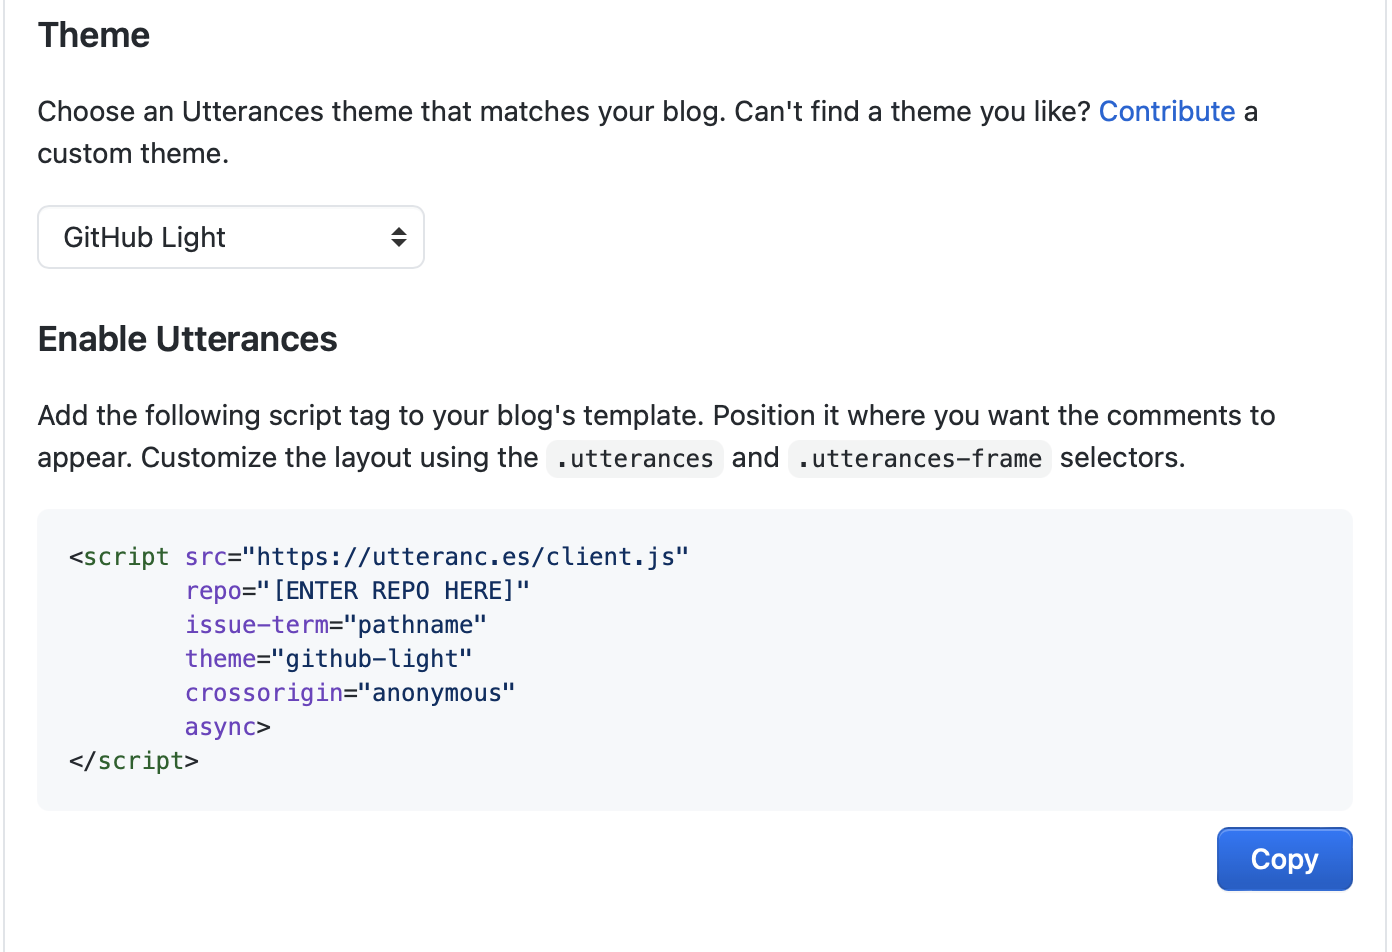 Theme
Choose an Utterances theme that matches your blog. Can't find a theme you like? Contribute a
custom theme.
GitHub Light
Enable Utterances
Add the following script tag to your blog's template. Position it where you want the comments to
appear. Customize the layout using the .utterances and .utterances-frame selectors.
<script src="https://utteranc.es/client.js"
        repo="[ENTER REPO HERE]"
        issue-term="pathname"
        theme="github-light"
        crossorigin="anonymous"
        async>
</script>
Copy